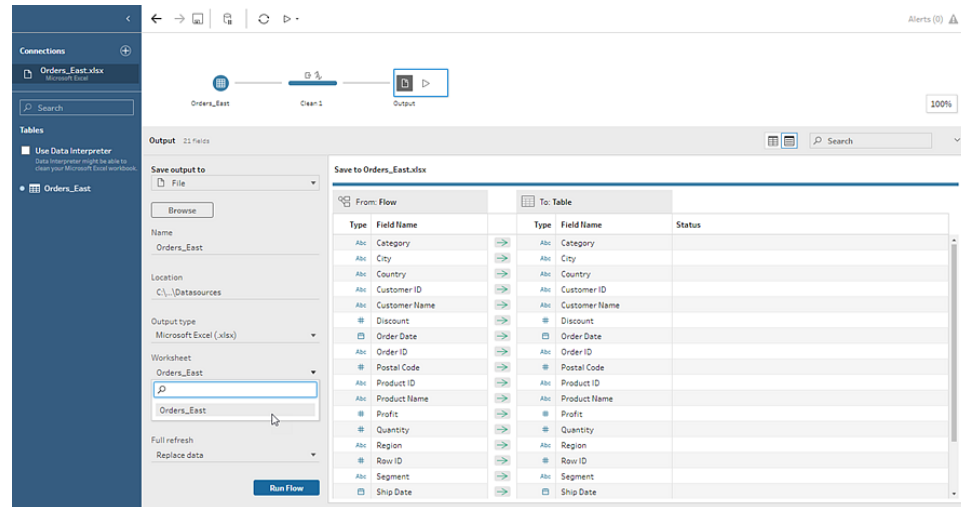 Alerts (0)
Connections
Orders_East.xlsx
Microsoft Excel
Search
Tables
Use Data Interpreter
Data Interpreter might be able to
clean your Microsoft Excel workbook.
Orders_East
Orders_East
Clean 1
Output
100%
Output 21 fields
Search
Save output to
File
Browse
Name
Orders_East
Location
C:\...\Datasources
Output type
Microsoft Excel (.xlsx)
Worksheet
Orders_East
Orders_East
Full refresh
Replace data
Run Flow
Save to Orders_East.xlsx
From: Flow To: Table
Type Field Name Type Field Name Status
Abc Category Abc Category
Abc City Abc City
Abc Country Abc Country
Abc Customer ID Abc Customer ID
Abc Customer Name Abc Customer Name
# Discount # Discount
Order Date Order Date
Abc Order ID Abc Order ID
# Postal Code # Postal Code
Abc Product ID Abc Product ID
Abc Product Name Abc Product Name
# Profit # Profit
# Quantity # Quantity
Abc Region Abc Region
# Row ID # Row ID
Abc Segment Abc Segment
Ship Date Ship Date